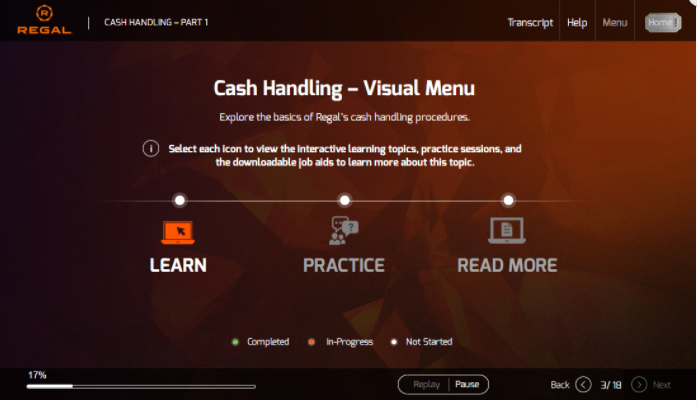 REGAL
CASH HANDLING – PART 1
Transcript
Help
Menu
Home
Cash Handling – Visual Menu
Explore the basics of Regal's cash handling procedures.
i
Select each icon to view the interactive learning topics, practice sessions, and
the downloadable job aids to learn more about this topic.
?
LEARN
PRACTICE
READ MORE
Completed
In-Progress
Not Started
17%
Replay
Pause
Back
3/18
Next